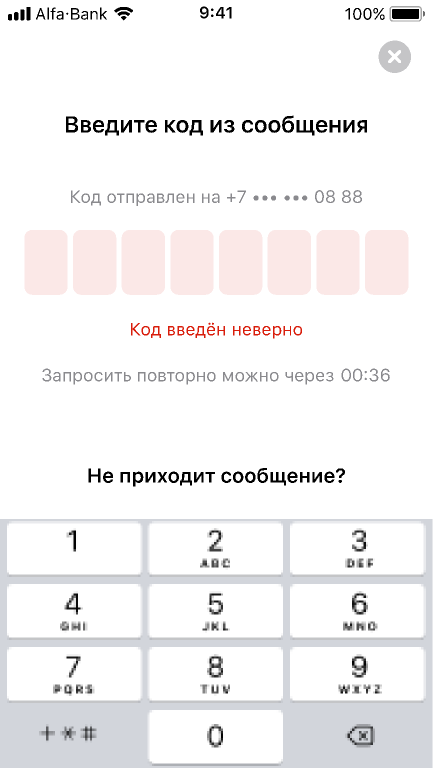 Alfa·Bank 9:41 100%
Введите код из сообщения
Код отправлен на +7 ••• ••• 08 88
Код введён неверно
Запросить повторно можно через 00:36
Не приходит сообщение?
1 2 3
ABC DEF
4 5 6
GHI JKL MNO
7 8 9
PQRS TUV WXYZ
+*# 0